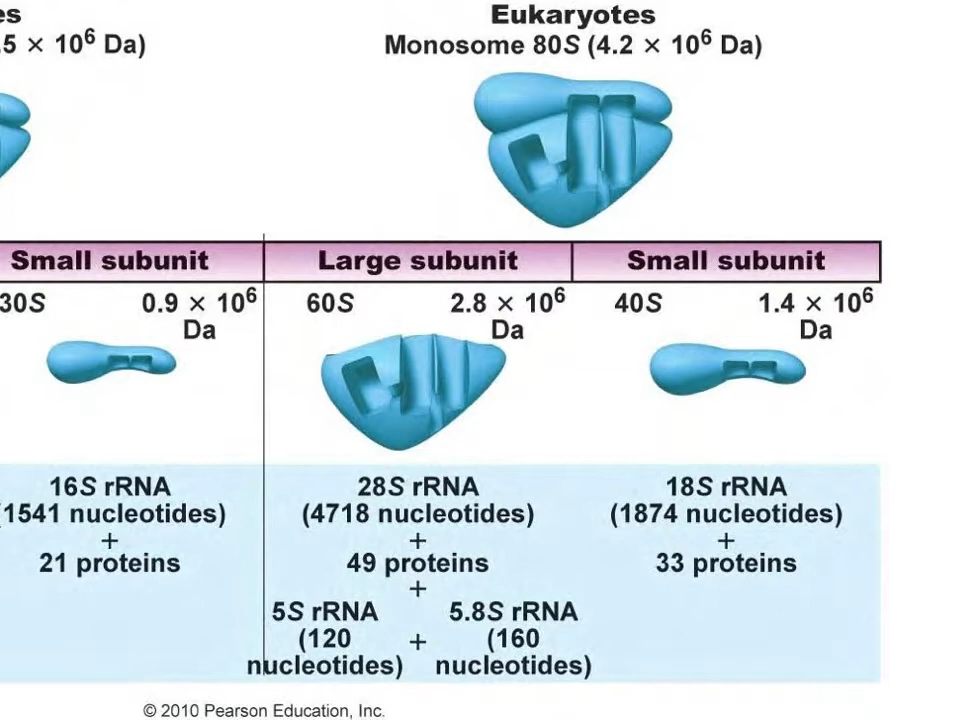 es
Eukaryotes
.5 × 10⁶ Da)
Monosome 80S (4.2 × 10⁶ Da)
Small subunit
Large subunit
Small subunit
30S 0.9 × 10⁶
Da
60S 2.8 × 10⁶
Da
40S 1.4 × 10⁶
Da
16S rRNA
(1541 nucleotides)
+
21 proteins
28S rRNA
(4718 nucleotides)
+
49 proteins
+
5S rRNA
(120
nucleotides)
+
5.8S rRNA
(160
nucleotides)
18S rRNA
(1874 nucleotides)
+
33 proteins
© 2010 Pearson Education, Inc.